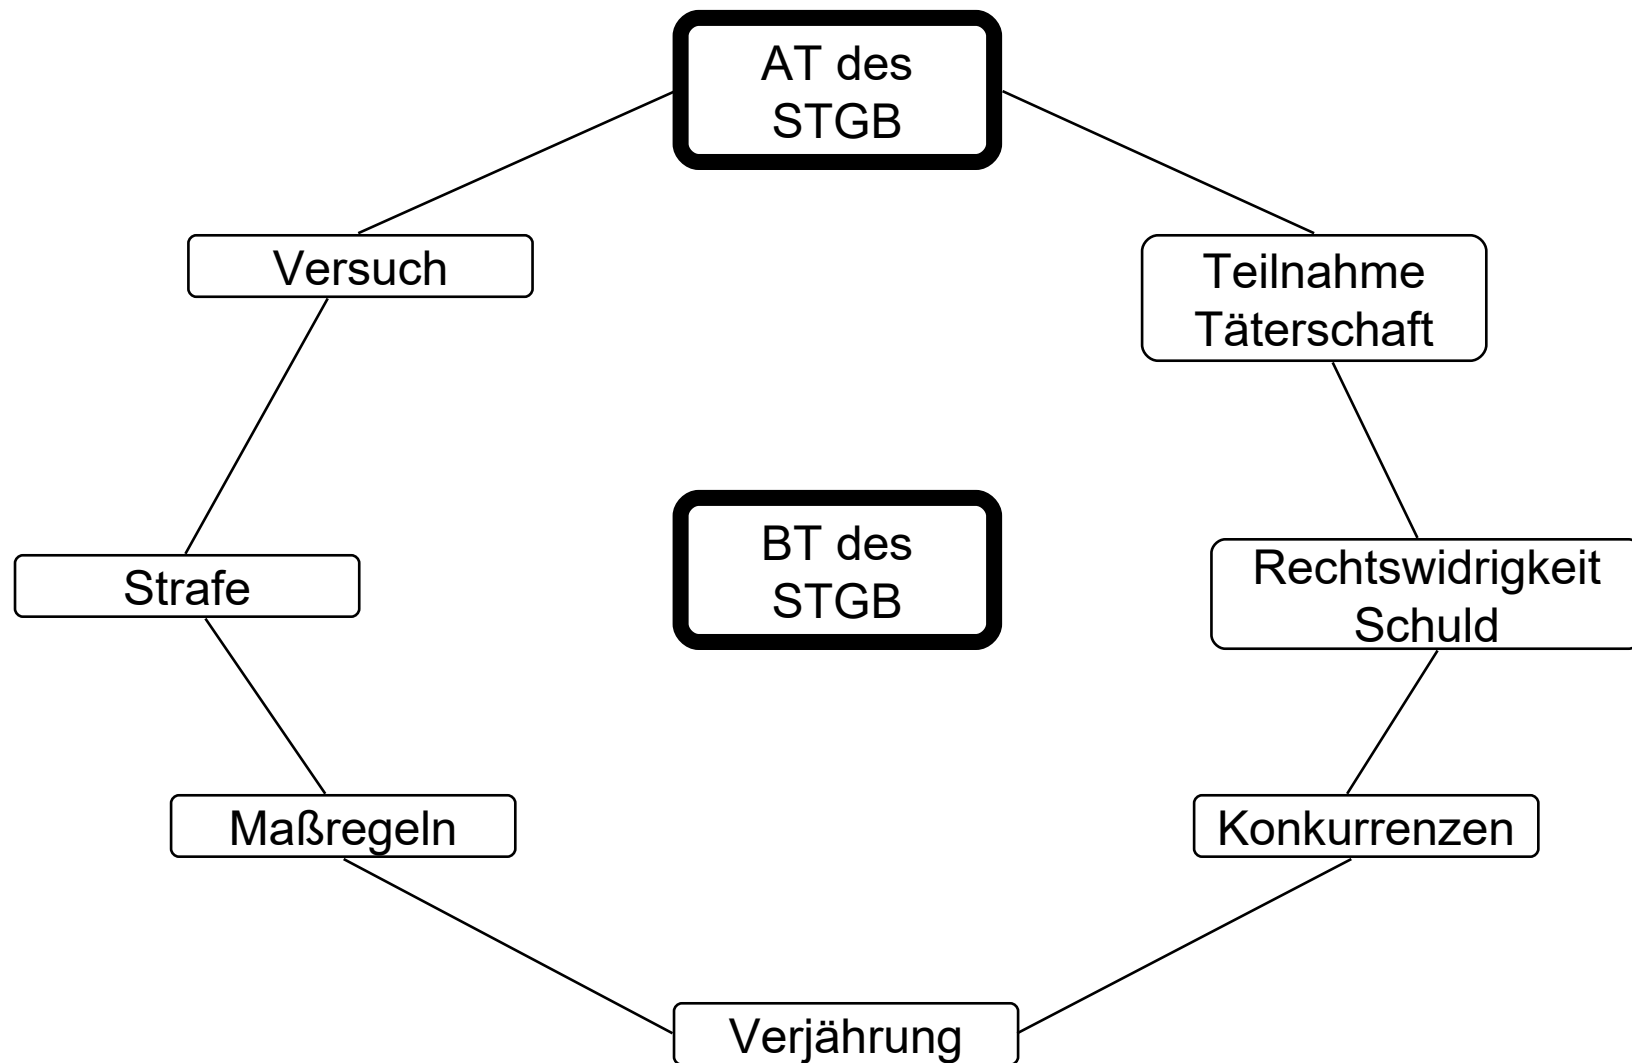 AT des
STGB
Versuch
Teilnahme
Täterschaft
BT des
STGB
Strafe
Rechtswidrigkeit
Schuld
Maßregeln
Konkurrenzen
Verjährung